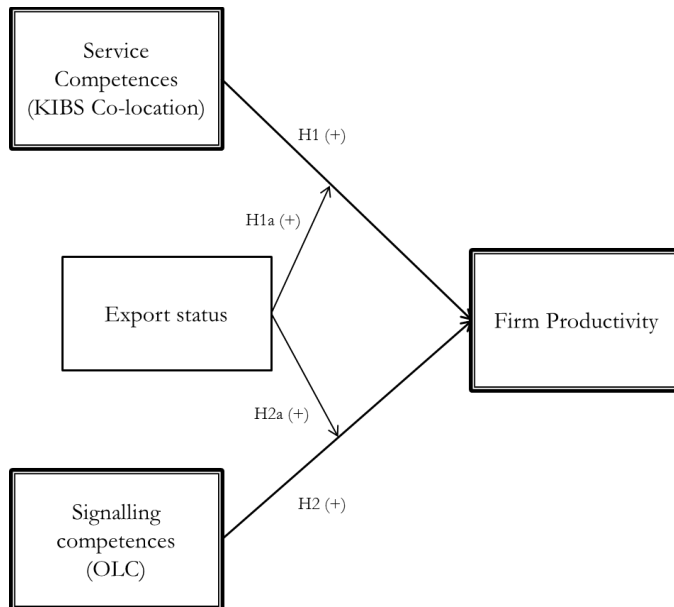 Service
Competences
(KIBS Co-location)
H1 (+)
H1a (+)
Export status
Firm Productivity
H2a (+)
H2 (+)
Signalling
competences
(OLC)